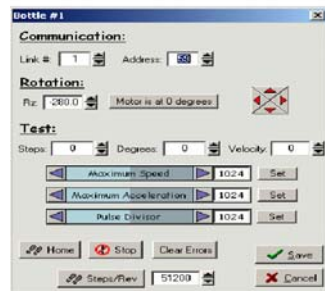 Bottle #1
Communication:
Link #: 1 Address:
Rotation:
Rz: -280.0 Motor is at 0 degrees
Test:
Steps: 0 Degrees: 0 Velocity: 0
Maximum Speed 1024 Set
Maximum Acceleration 1024 Set
Pulse Divisor 1024 Set
Home Stop Clear Errors Save
Steps/Rev 51200 Cancel